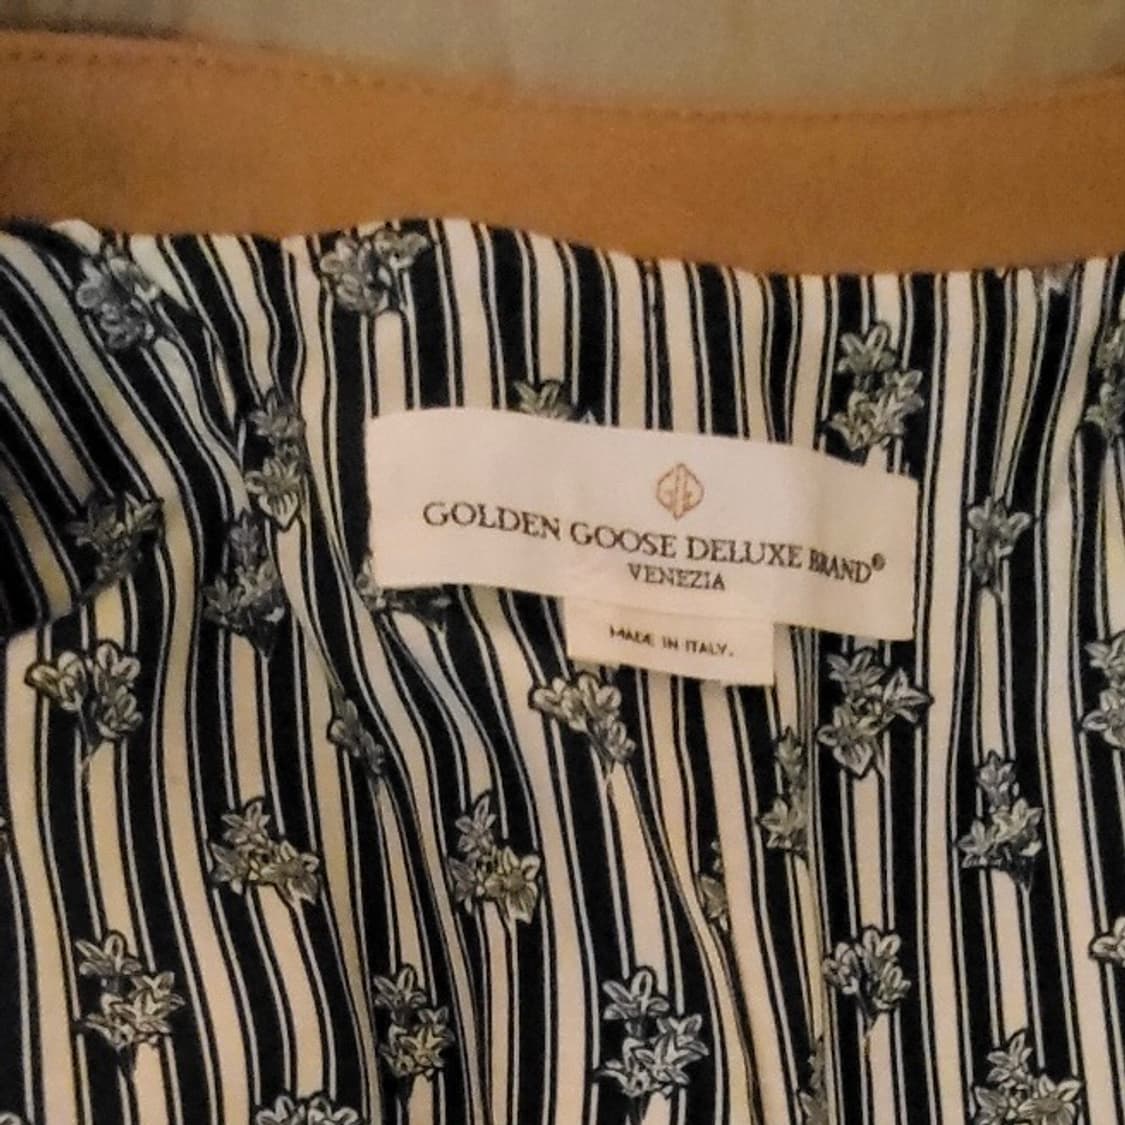 GOLDEN GOOSE DELUXE BRAND®
VENEZIA
MADE IN ITALY.